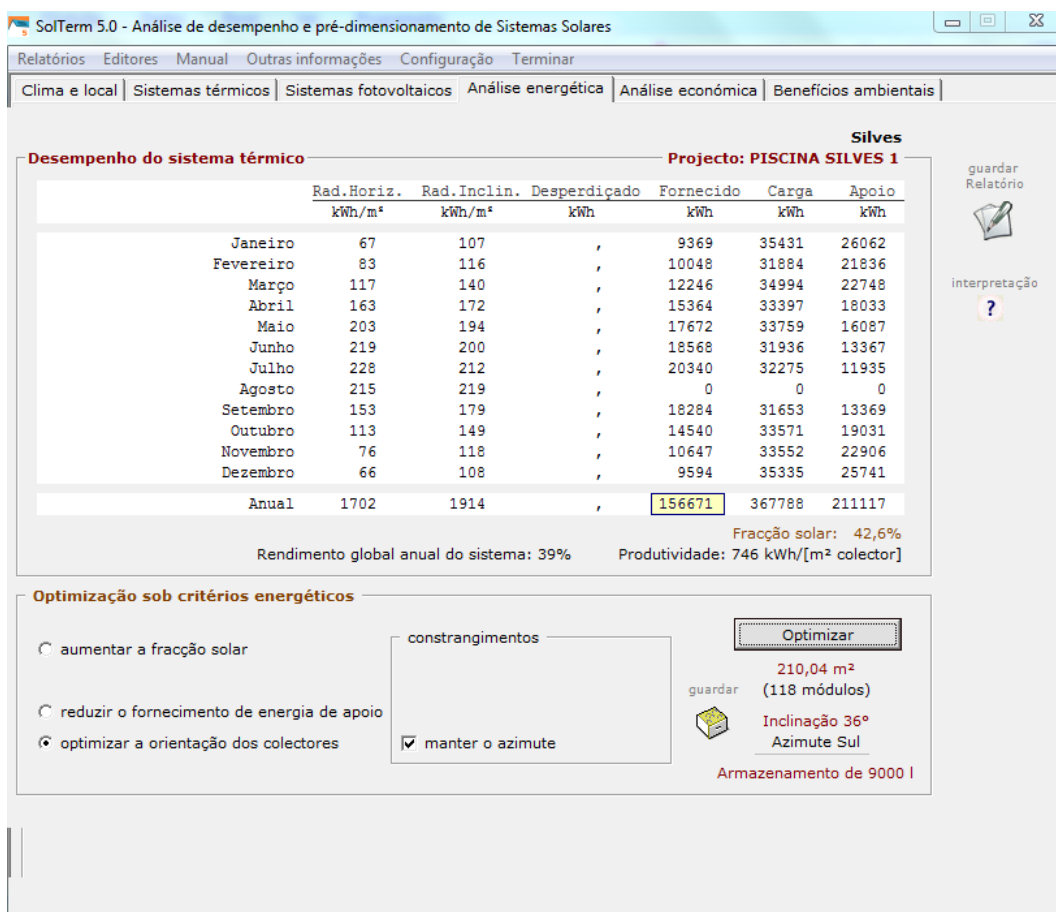 SolTerm 5.0 - Análise de desempenho e pré-dimensionamento de Sistemas Solares
Relatórios Editores Manual Outras informações Configuração Terminar
Clima e local Sistemas térmicos Sistemas fotovoltaicos Análise energética Análise económica Benefícios ambientais
Silves
Desempenho do sistema térmico Projecto: PISCINA SILVES 1
guardar
Relatório
Rad.Horiz. Rad.Inclin. Desperdiçado Fornecido Carga Apoio
kWh/m² kWh/m² kWh kWh kWh kWh
Janeiro 67 107 , 9369 35431 26062
Fevereiro 83 116 , 10048 31884 21836
Março 117 140 , 12246 34994 22748
interpretação
?
Abril 163 172 , 15364 33397 18033
Maio 203 194 , 17672 33759 16087
Junho 219 200 , 18568 31936 13367
Julho 228 212 , 20340 32275 11935
Agosto 215 219 , 0 0 0
Setembro 153 179 , 18284 31653 13369
Outubro 113 149 , 14540 33571 19031
Novembro 76 118 , 10647 33552 22906
Dezembro 66 108 , 9594 35335 25741
Anual 1702 1914 , 156671 367788 211117
Fracção solar: 42,6%
Rendimento global anual do sistema: 39% Produtividade: 746 kWh/[m² colector]
Optimização sob critérios energéticos
aumentar a fracção solar
reduzir o fornecimento de energia de apoio
optimizar a orientação dos colectores
constrangimentos
manter o azimute
Optimizar
210,04 m²
(118 módulos)
guardar
Inclinação 36º
Azimute Sul
Armazenamento de 9000 l